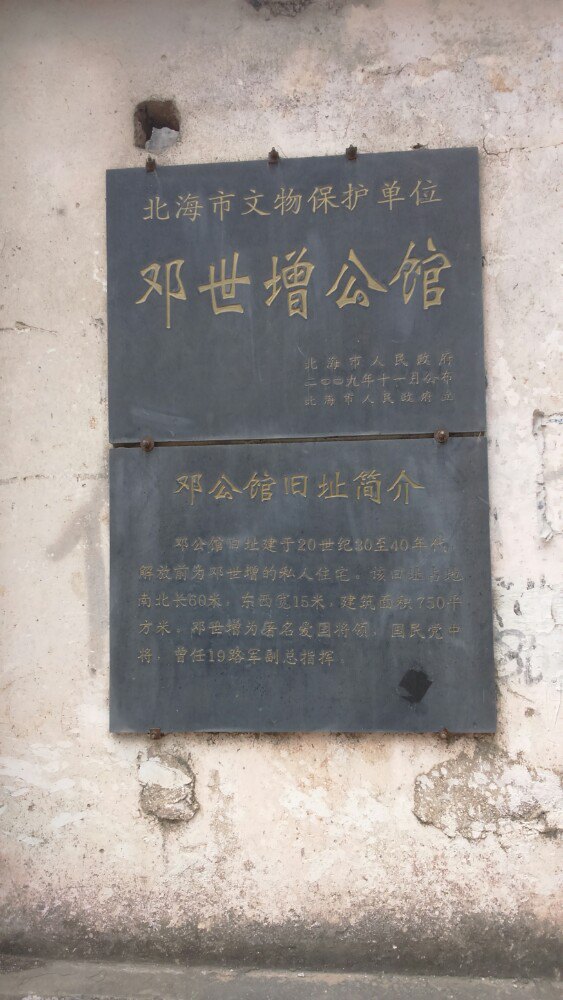 北海市文物保护单位
邓世增公馆
北海市人民政府
二〇〇九年十一月公布
北海市人民政府立
邓公馆旧址简介
邓公馆旧址建于20世纪30至40年代，
解放前为邓世增的私人住宅。该旧址占地
南北长60米，东西宽15米，建筑面积750平
方米。邓世增为著名爱国将领，国民党中
将，曾任19路军副总指挥。